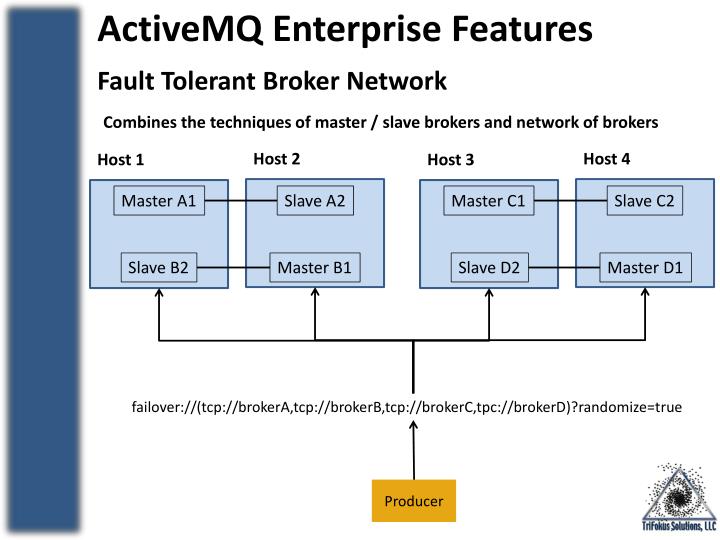 ActiveMQ Enterprise Features
Fault Tolerant Broker Network
Combines the techniques of master / slave brokers and network of brokers
Host 1
Host 2
Host 3
Host 4
Master A1
Slave A2
Master C1
Slave C2
Slave B2
Master B1
Slave D2
Master D1
failover://(tcp://brokerA,tcp://brokerB,tcp://brokerC,tpc://brokerD)?randomize=true
Producer
TriFokus Solutions, LLC